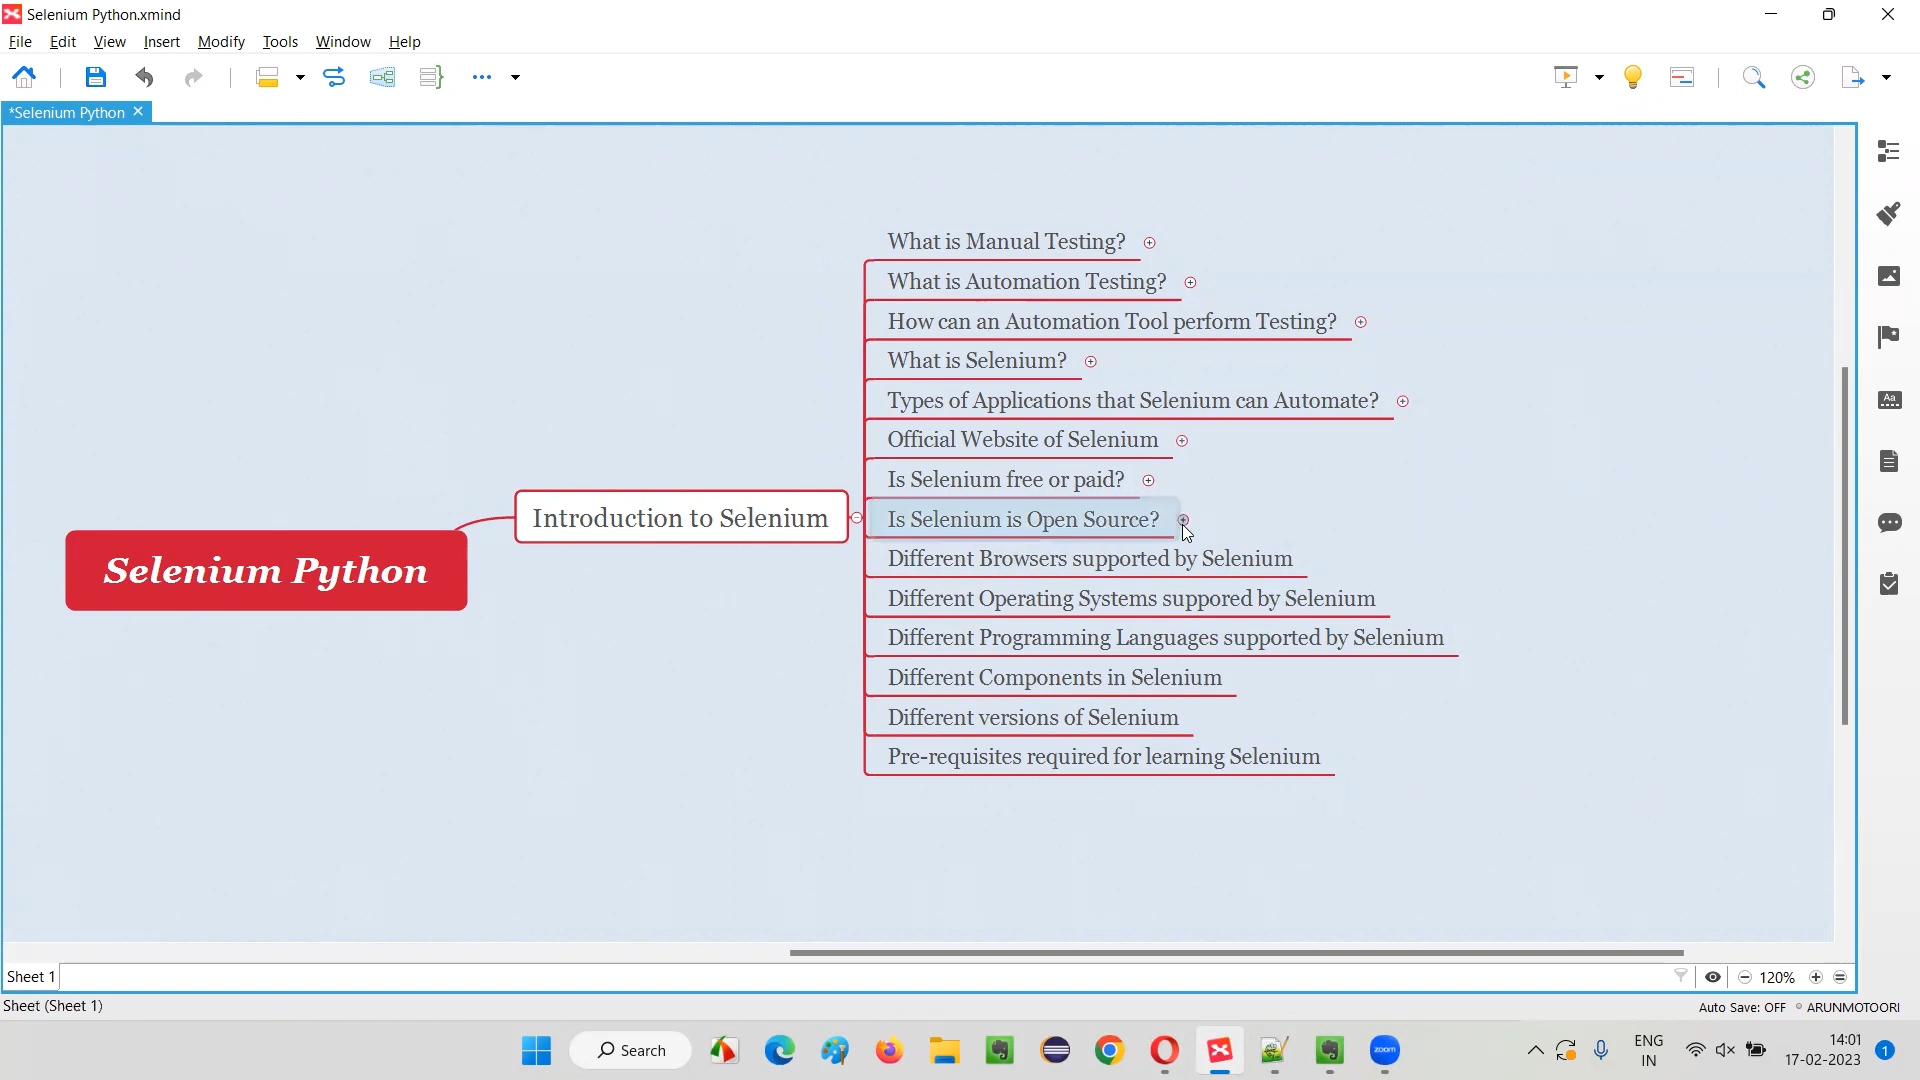 Selenium Python.xmind
File Edit View Insert Modify Tools Window Help
*Selenium Python
What is Manual Testing?
What is Automation Testing?
How can an Automation Tool perform Testing?
What is Selenium?
Types of Applications that Selenium can Automate?
Official Website of Selenium
Is Selenium free or paid?
Introduction to Selenium
Is Selenium is Open Source?
Selenium Python
Different Browsers supported by Selenium
Different Operating Systems suppored by Selenium
Different Programming Languages supported by Selenium
Different Components in Selenium
Different versions of Selenium
Pre-requisites required for learning Selenium
Aa
Sheet 1
120%
Sheet (Sheet 1)
Auto Save: OFF ARUNMOTOORI
Search
zoom
ENG
IN
14:01
17-02-2023
1